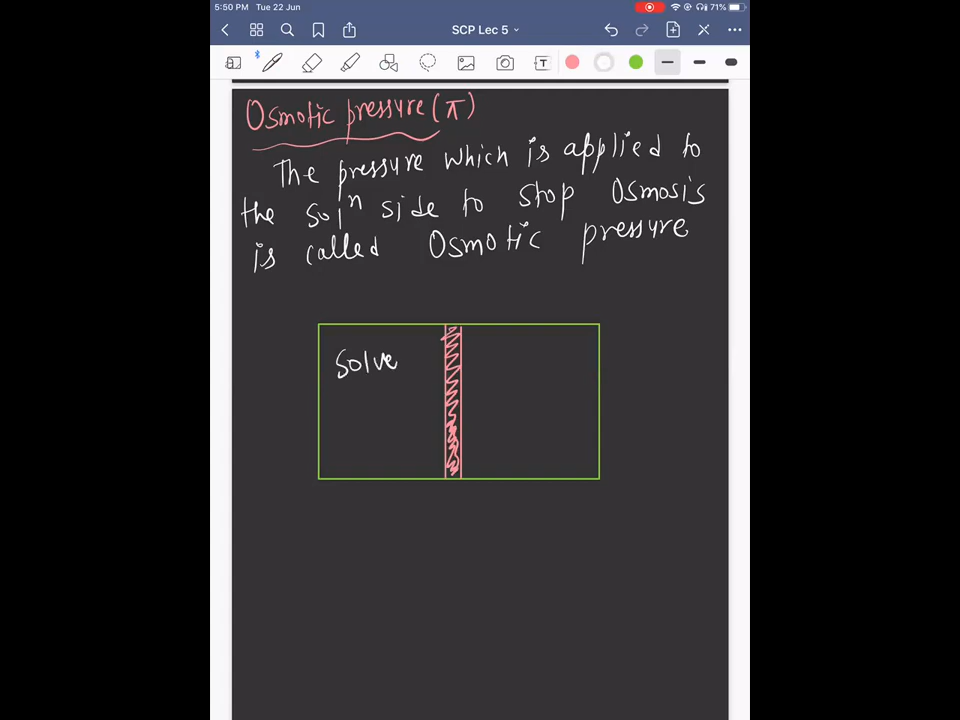 5:50 PM Tue 22 Jun 71%
SCP Lec 5
T
Osmotic pressure (π)
The pressure which is applied to
the solⁿ side to stop Osmosis
is called Osmotic pressure
Solve